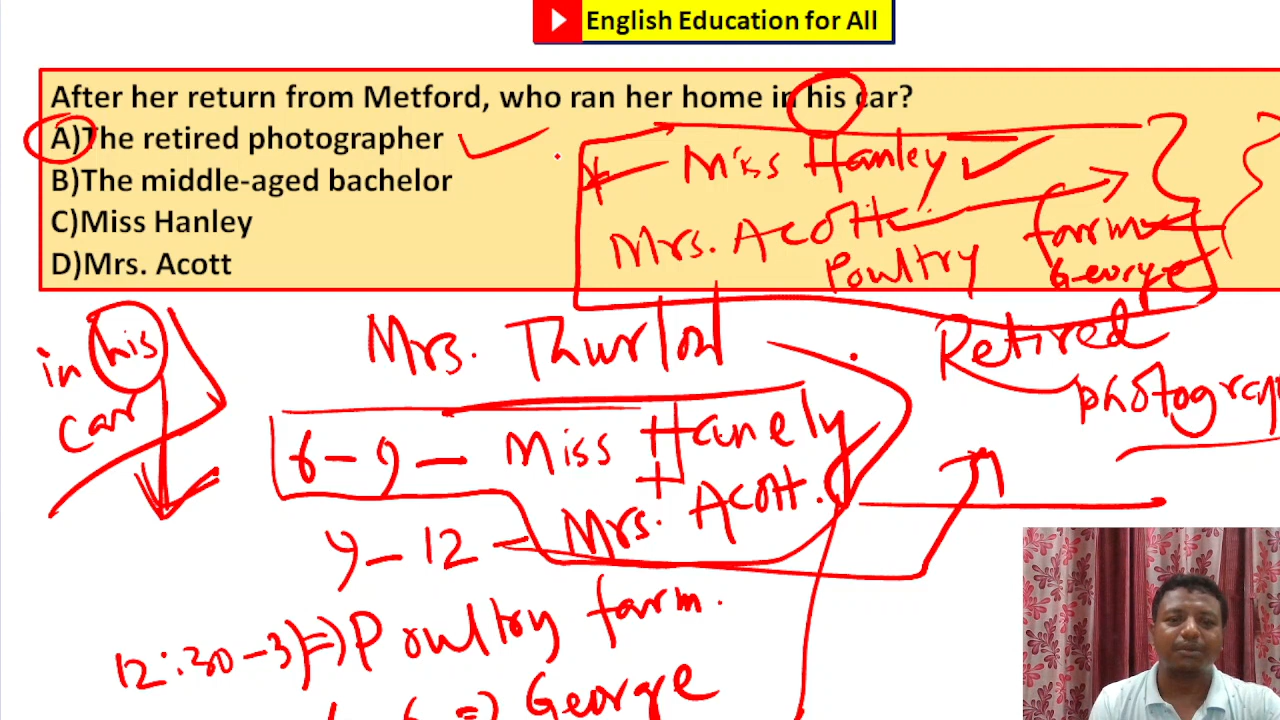 English Education for All
After her return from Metford, who ran her home in his car?
A)The retired photographer
B)The middle-aged bachelor
C)Miss Hanley
D)Mrs. Acott
Miss Hanley
Mrs. Acott
Poultry farm
George
Retired
photograph
in his
car
Mrs. Thurlow
6-9 - Miss Hanely
Mrs. Acott.
9-12 -
12:30-3) => Poultry farm.
6 => George